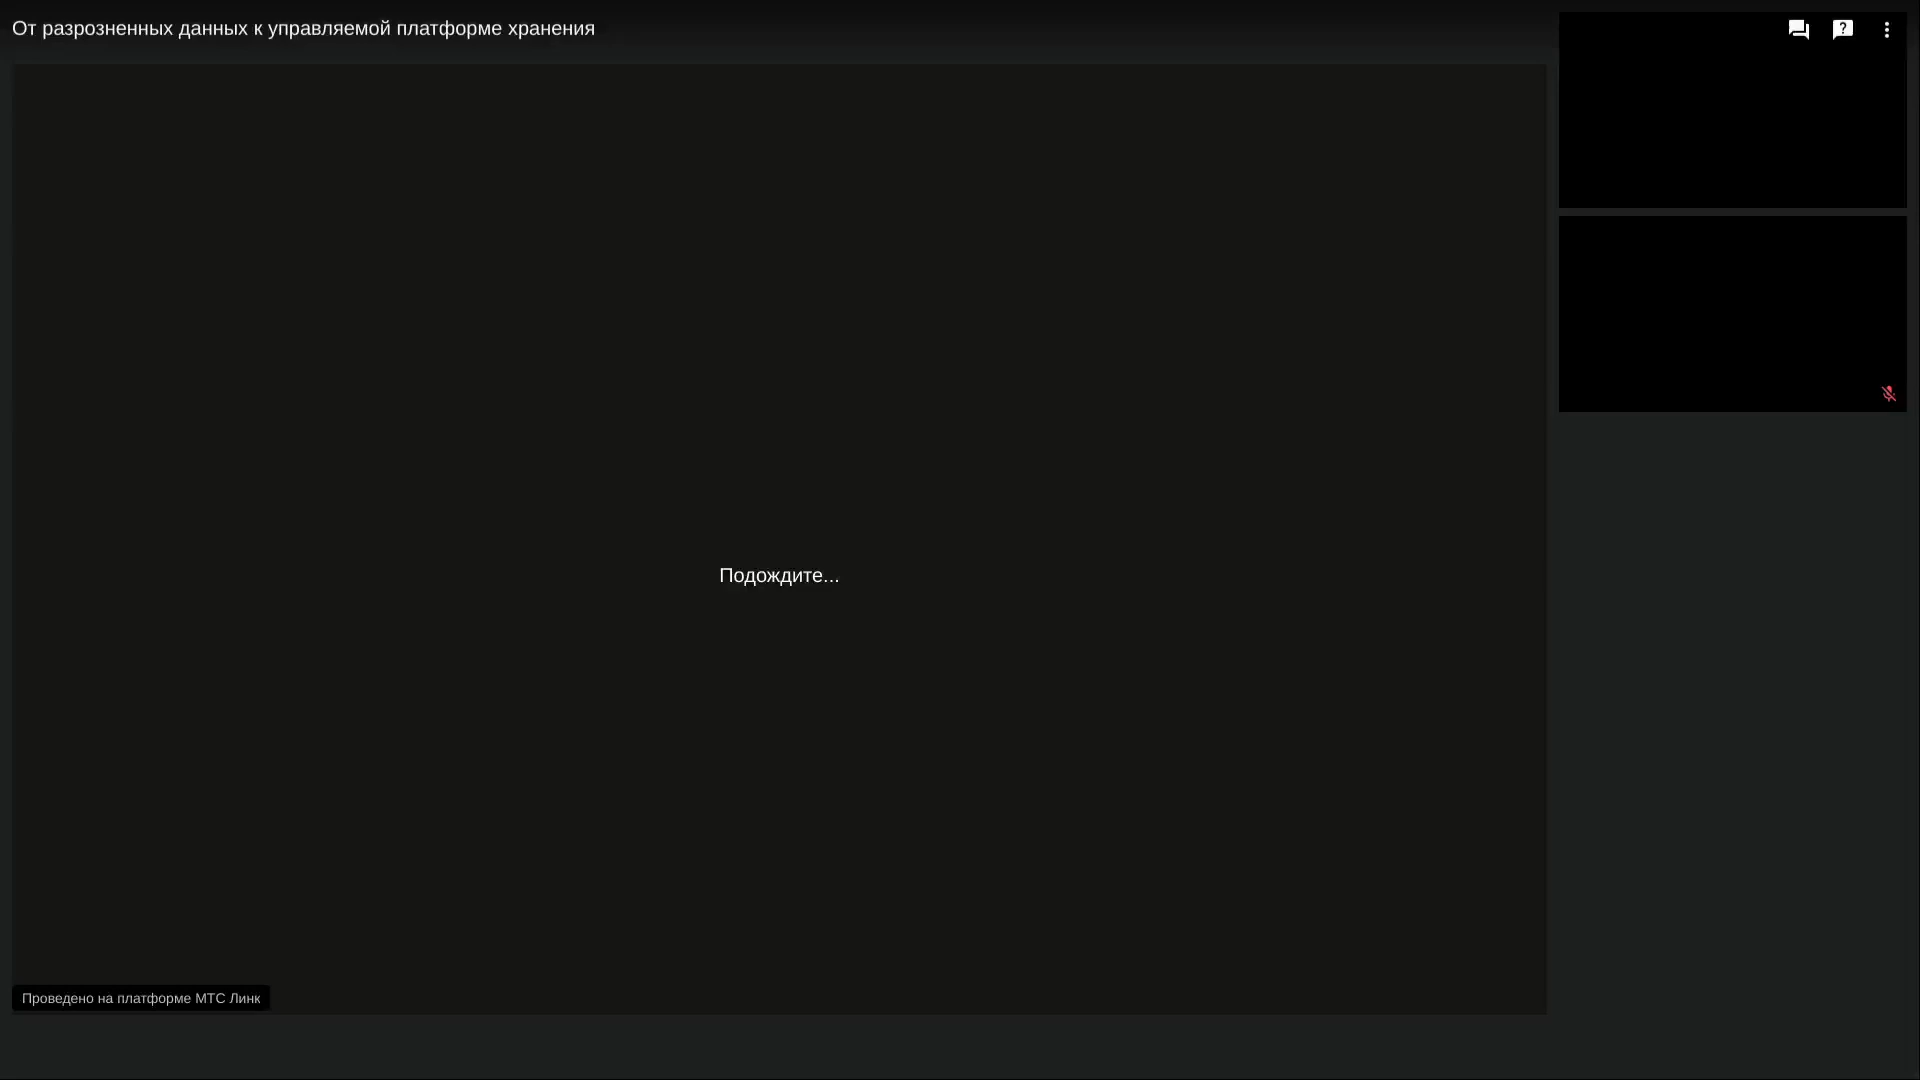 От разрозненных данных к управляемой платформе хранения
Подождите...
Проведено на платформе МТС Линк